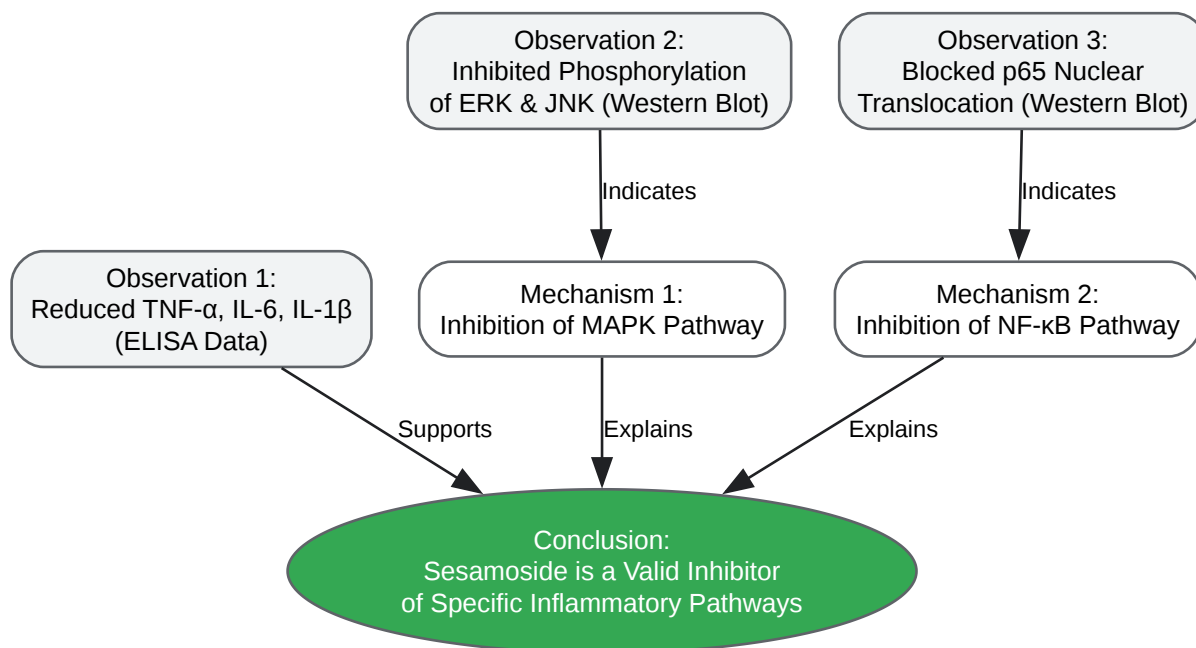 Observation 2:
Inhibited Phosphorylation
of ERK & JNK (Western Blot)
Observation 3:
Blocked p65 Nuclear
Translocation (Western Blot)
Indicates
Indicates
Observation 1:
Reduced TNF-α, IL-6, IL-1β
(ELISA Data)
Mechanism 1:
Inhibition of MAPK Pathway
Mechanism 2:
Inhibition of NF-κB Pathway
Supports
Explains
Explains
Conclusion:
Sesamoside is a Valid Inhibitor
of Specific Inflammatory Pathways